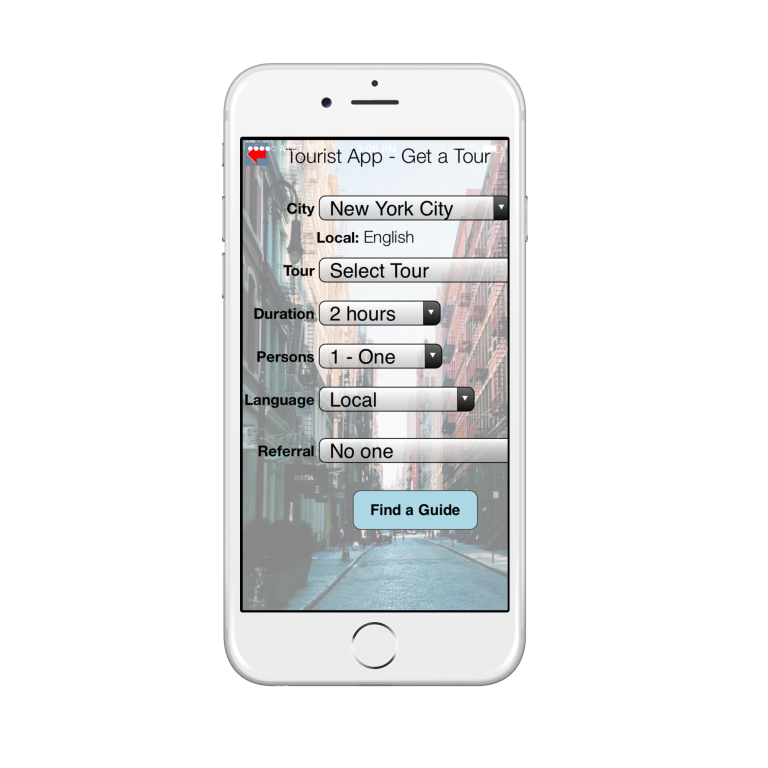 Tourist App - Get a Tour
City New York City
Local: English
Tour Select Tour
Duration 2 hours
Persons 1 - One
Language Local
Referral No one
Find a Guide